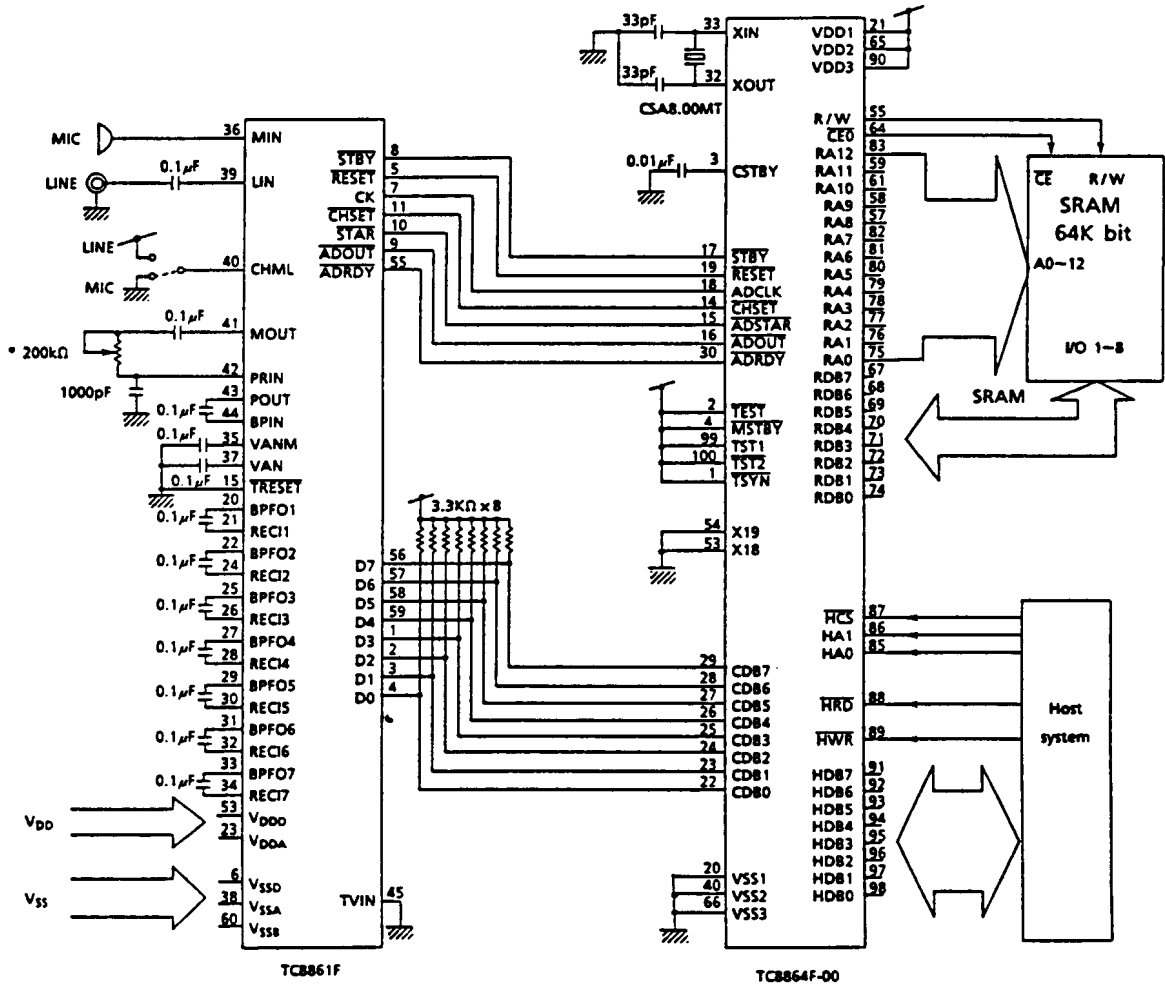 MIC
36 MIN
LINE
0.1μF
39 LIN
LINE
MIC
40 CHML
0.1μF
41 MOUT
* 200kΩ
42 PRIN
1000pF
43 POUT
0.1μF
44 BPIN
0.1μF
35 VANM
37 VAN
0.1μF
15 TRESET
20 BPFO1
0.1μF
21 RECI1
22 BPFO2
0.1μF
24 RECI2
25 BPFO3
0.1μF
26 RECI3
27 BPFO4
0.1μF
28 RECI4
29 BPFO5
0.1μF
30 RECI5
31 BPFO6
0.1μF
32 RECI6
33 BPFO7
0.1μF
34 RECI7
VDD
53 VDDD
23 VDDA
VSS
6 VSSD
38 VSSA
60 VSSB
STBY 8
RESET 5
CK 7
CHSET 11
STAR 10
ADOUT 9
ADRDY 55
3.3KΩ x 8
D7 56
D6 57
D5 58
D4 59
D3 1
D2 2
D1 3
D0 4
TVIN 45
TC8861F
33pF
33 XIN
33pF
32 XOUT
CSA8.00MT
0.01μF
3 CSTBY
17 STBY
19 RESET
18 ADCLK
14 CHSET
15 ADSTAR
16 ADOUT
30 ADRDY
2 TEST
4 MSTBY
99 TST1
100 TST2
1 TSYN
54 X19
53 X18
29 CDB7
28 CDB6
27 CDB5
26 CDB4
25 CDB3
24 CDB2
23 CDB1
22 CDB0
20 VSS1
40 VSS2
66 VSS3
VDD1 21
VDD2 65
VDD3 90
R/W 55
CE0 64
RA12 83
RA11 59
RA10 61
RA9 58
RA8 57
RA7 82
RA6 81
RA5 80
RA4 79
RA3 78
RA2 77
RA1 76
RA0 75
RDB7 67
RDB6 68
RDB5 69
RDB4 70
RDB3 71
RDB2 72
RDB1 73
RDB0 74
HCS 87
HA1 86
HA0 85
HRD 88
HWR 89
HDB7 91
HDB6 92
HDB5 93
HDB4 94
HDB3 95
HDB2 96
HDB1 97
HDB0 98
TC8864F-00
CE R/W
SRAM
64K bit
A0~12
I/O 1~8
SRAM
Host
system